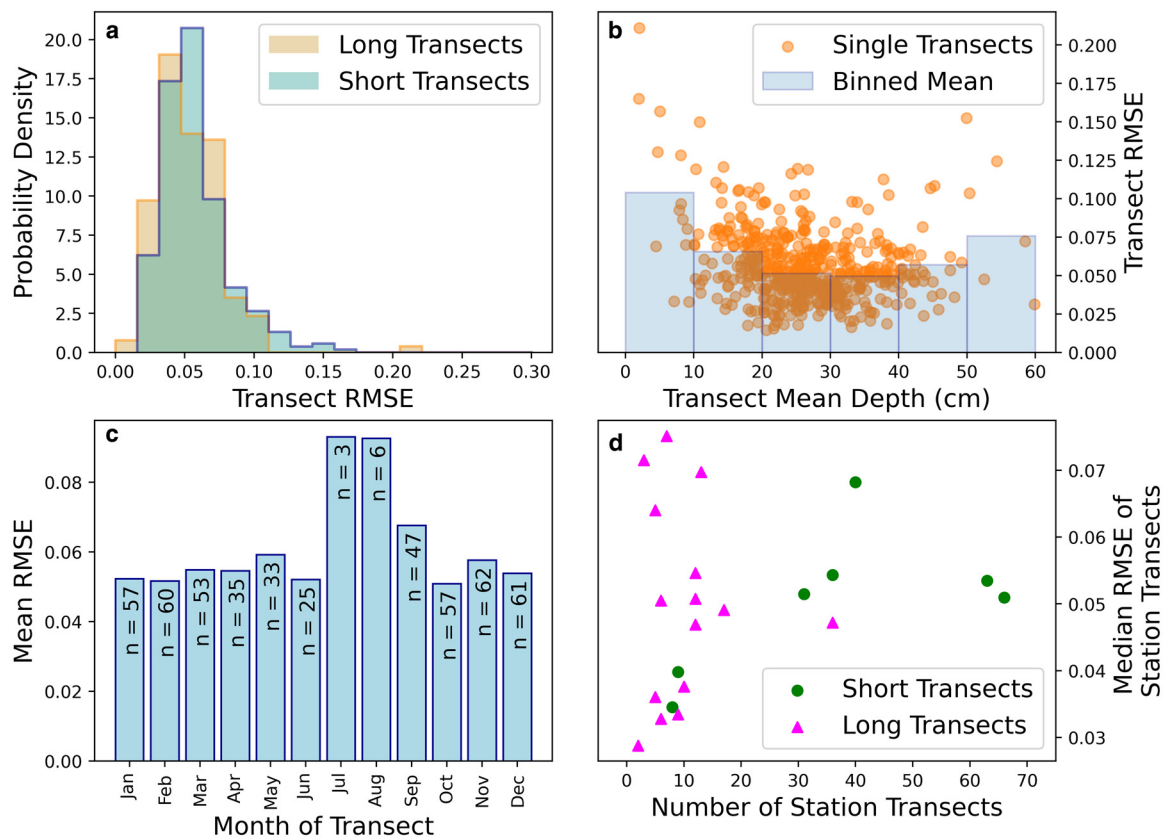 a
Long Transects
Short Transects
20.0
17.5
15.0
12.5
10.0
7.5
5.0
2.5
0.0
Probability Density
0.00 0.05 0.10 0.15 0.20 0.25 0.30
Transect RMSE
b
Single Transects
Binned Mean
0.200
0.175
0.150
0.125
0.100
0.075
0.050
0.025
0.000
Transect RMSE
0 10 20 30 40 50 60
Transect Mean Depth (cm)
c
0.08
0.06
0.04
0.02
0.00
Mean RMSE
n = 57
n = 60
n = 53
n = 35
n = 33
n = 25
n = 3
n = 6
n = 47
n = 57
n = 62
n = 61
Jan
Feb
Mar
Apr
May
Jun
Jul
Aug
Sep
Oct
Nov
Dec
Month of Transect
d
0.07
0.06
0.05
0.04
0.03
Median RMSE of
Station Transects
Short Transects
Long Transects
0 10 20 30 40 50 60 70
Number of Station Transects